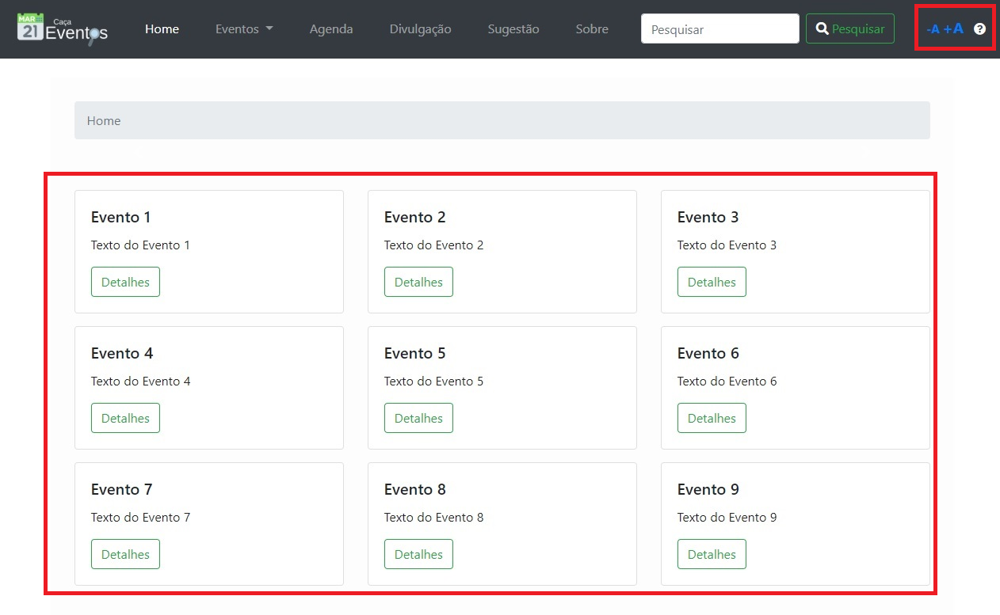 MAR
21
Caça
Eventos
Home Eventos Agenda Divulgação Sugestão Sobre Pesquisar Pesquisar -A +A ?
Home
Evento 1 Evento 2 Evento 3
Texto do Evento 1 Texto do Evento 2 Texto do Evento 3
Detalhes Detalhes Detalhes
Evento 4 Evento 5 Evento 6
Texto do Evento 4 Texto do Evento 5 Texto do Evento 6
Detalhes Detalhes Detalhes
Evento 7 Evento 8 Evento 9
Texto do Evento 7 Texto do Evento 8 Texto do Evento 9
Detalhes Detalhes Detalhes